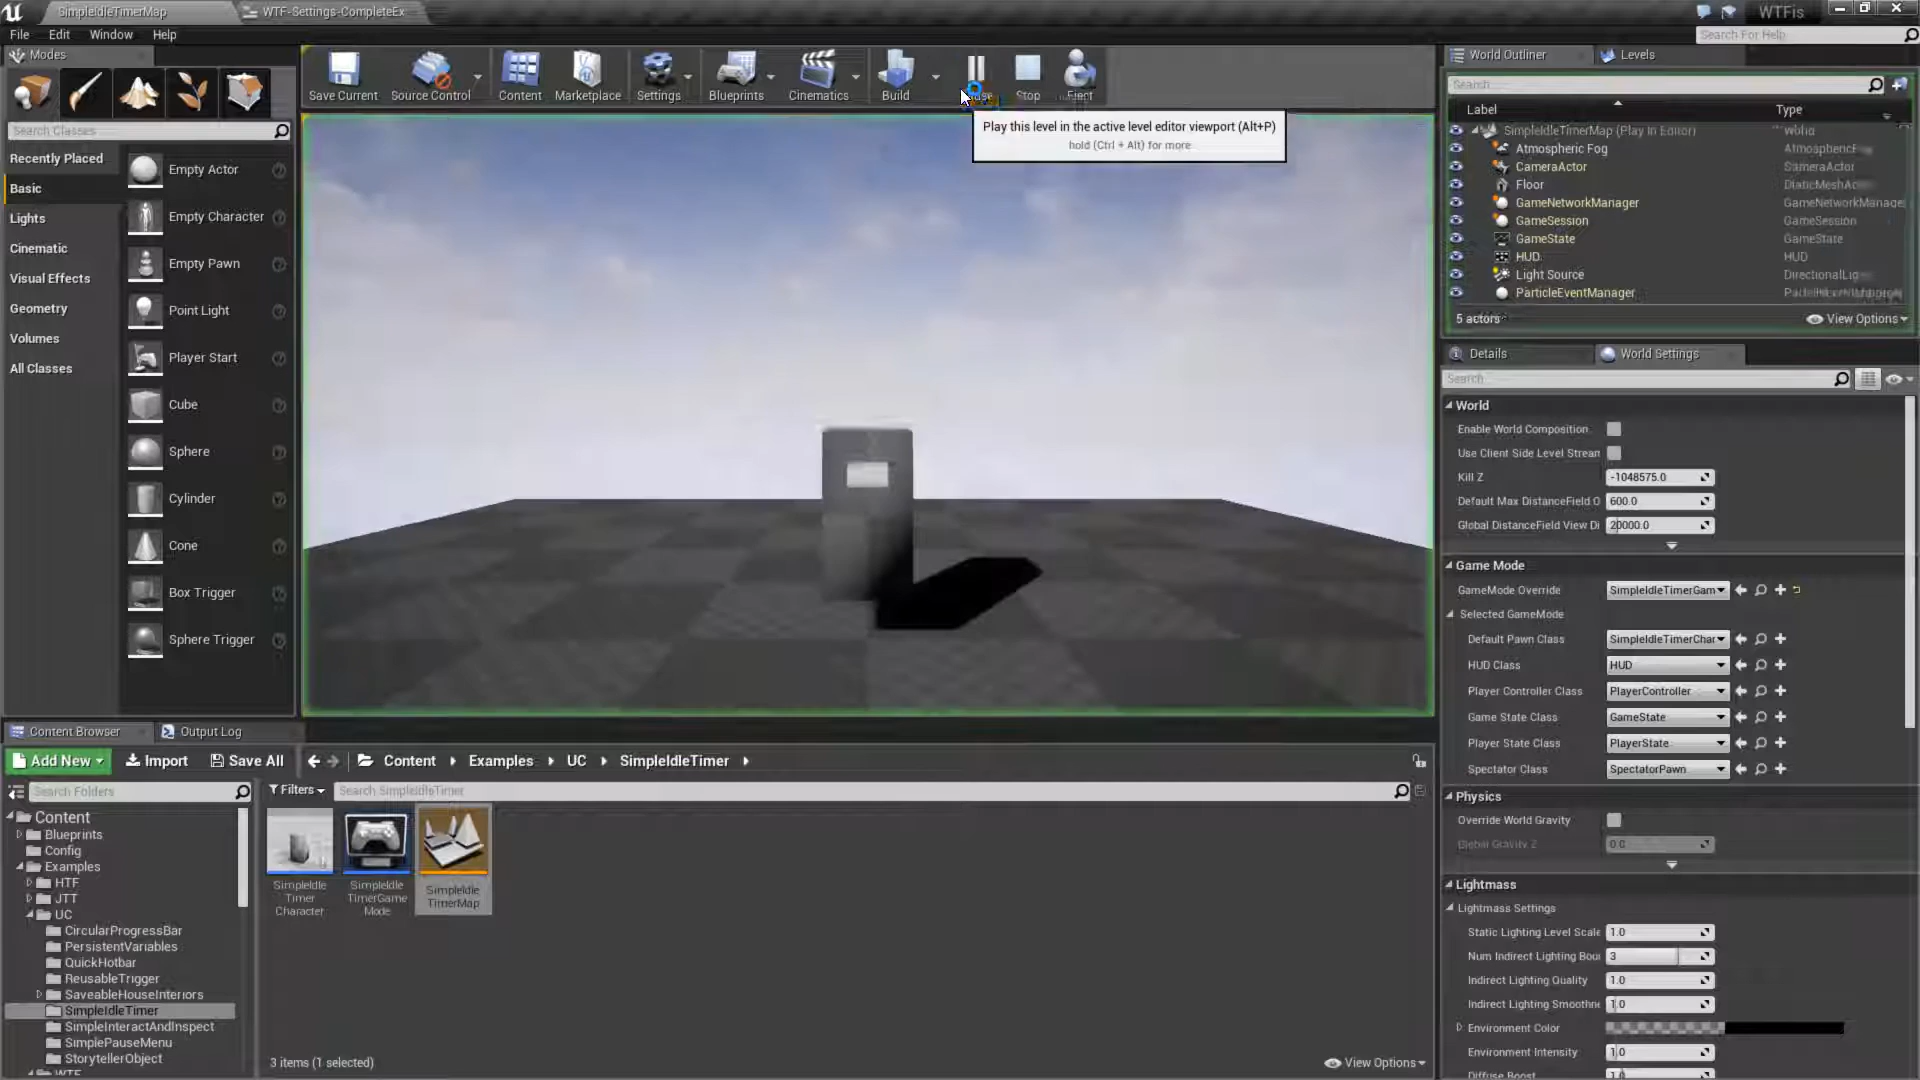 SimpleIdleTimerMap
WTF-Settings-CompleteEx
WTFis
File
Edit
Window
Help
Search For Help
Modes
Save Current
Source Control
Content
Marketplace
Settings
Blueprints
Cinematics
Build
Stop
Eject
Play this level in the active level editor viewport (Alt+P)
hold (Ctrl + Alt) for more
Search Classes
Recently Placed
Basic
Lights
Cinematic
Visual Effects
Geometry
Volumes
All Classes
Empty Actor
Empty Character
Empty Pawn
Point Light
Player Start
Cube
Sphere
Cylinder
Cone
Box Trigger
Sphere Trigger
World Outliner
Levels
Search
Label
Type
SimpleIdleTimerMap (Play In Editor)
World
Atmospheric Fog
CameraActor
Floor
GameNetworkManager
GameNetworkManage
GameSession
GameSession
GameState
GameState
HUD
HUD
Light Source
DirectionalLig
ParticleEventManager
5 actors
View Options
Details
World Settings
Search
World
Enable World Composition
Use Client Side Level Stream
Kill Z
-1048575.0
Default Max DistanceField O
600.0
Global DistanceField View Di
20000.0
Game Mode
GameMode Override
SimpleIdleTimerGam
Selected GameMode
Default Pawn Class
SimpleIdleTimerChar
HUD Class
HUD
Player Controller Class
PlayerController
Game State Class
GameState
Player State Class
PlayerState
Spectator Class
SpectatorPawn
Physics
Override World Gravity
Global Gravity Z
0.0
Lightmass
Lightmass Settings
Static Lighting Level Scale
1.0
Num Indirect Lighting Bou
3
Indirect Lighting Quality
1.0
Indirect Lighting Smoothne
1.0
Environment Color
Environment Intensity
1.0
Diffuse Boost
1.0
Content Browser
Output Log
Add New
Import
Save All
Content
Examples
UC
SimpleIdleTimer
Search Folders
Filters
Search SimpleIdleTimer
Content
Blueprints
Config
Examples
HTF
JTT
UC
CircularProgressBar
PersistentVariables
QuickHotbar
ReusableTrigger
SaveableHouseInteriors
SimpleIdleTimer
SimpleInteractAndInspect
SimplePauseMenu
StorytellerObject
WTF
SimpleIdle
Timer
Character
SimpleIdle
TimerGame
Mode
SimpleIdle
TimerMap
3 items (1 selected)
View Options